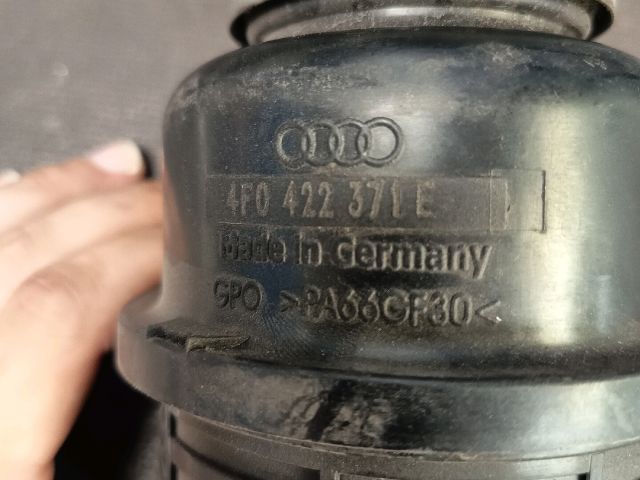 4F0 422 371 E
Made in Germany
GPO >PA66GF30<